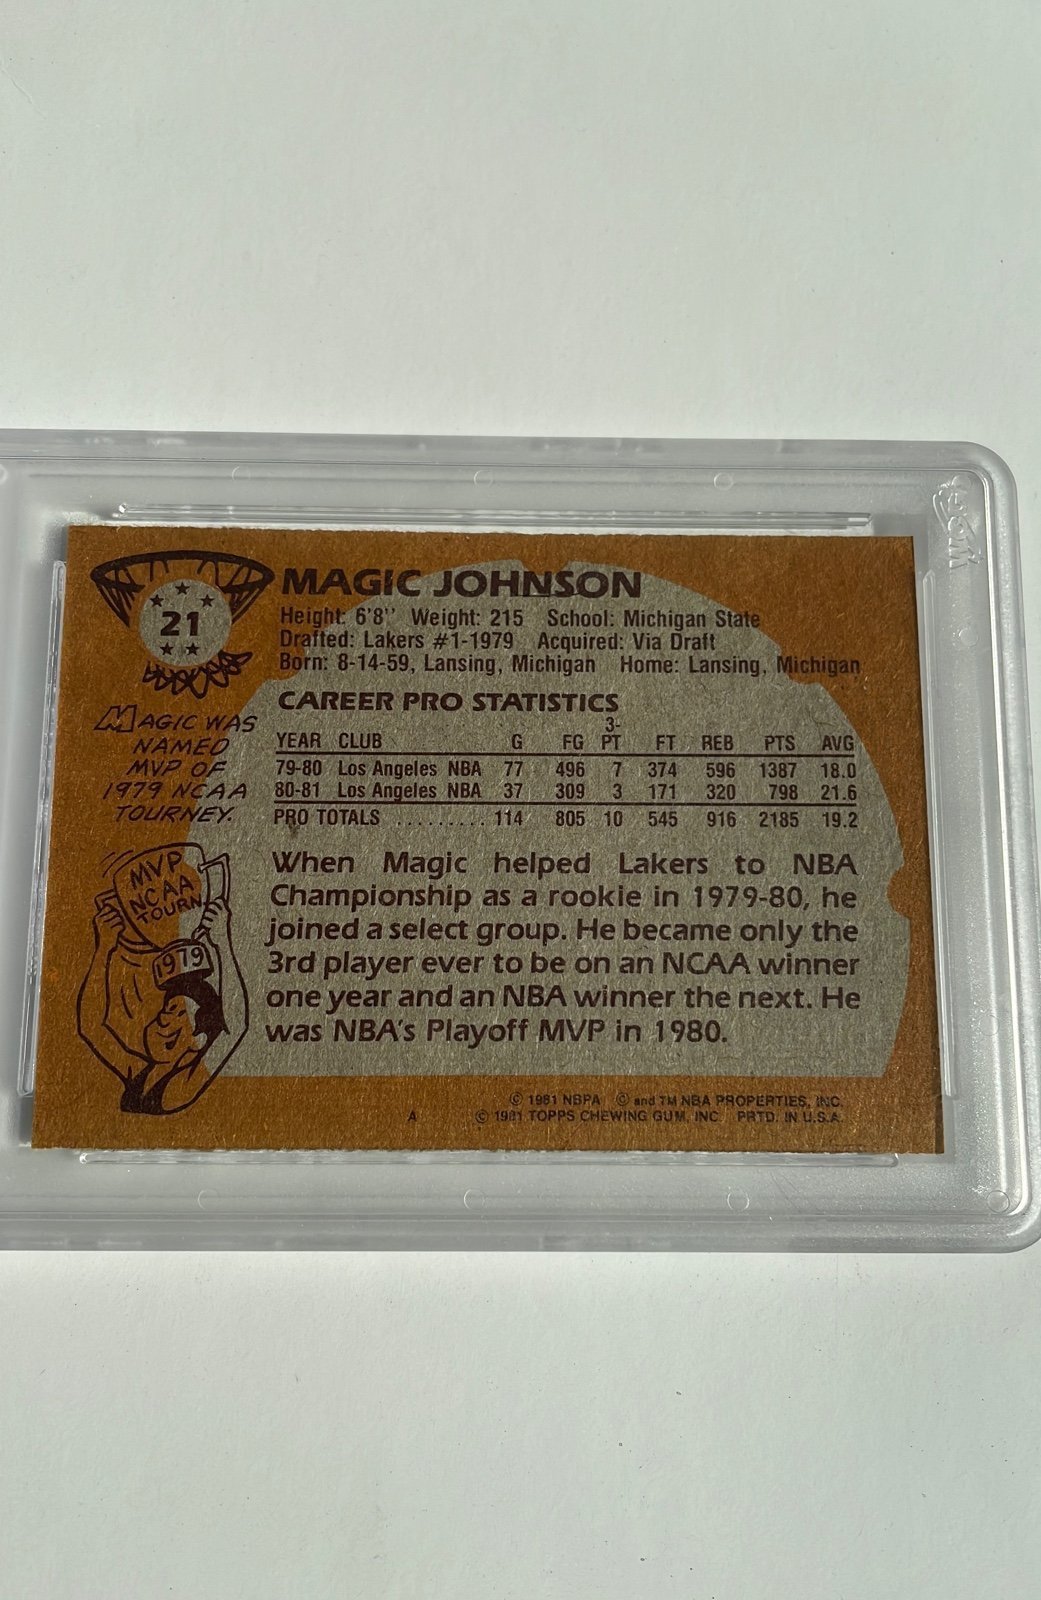 21
MAGIC JOHNSON
Height: 6'8" Weight: 215 School: Michigan State
Drafted: Lakers #1-1979 Acquired: Via Draft
Born: 8-14-59, Lansing, Michigan Home: Lansing, Michigan
MAGIC WAS
NAMED
MVP OF
1979 NCAA
TOURNEY.
MVP
NCAA
TOURN
1979
CAREER PRO STATISTICS
YEAR CLUB G FG 3-PT FT REB PTS AVG
79-80 Los Angeles NBA 77 496 7 374 596 1387 18.0
80-81 Los Angeles NBA 37 309 3 171 320 798 21.6
PRO TOTALS ......... 114 805 10 545 916 2185 19.2
When Magic helped Lakers to NBA
Championship as a rookie in 1979-80, he
joined a select group. He became only the
3rd player ever to be on an NCAA winner
one year and an NBA winner the next. He
was NBA's Playoff MVP in 1980.
© 1981 NBPA © and TM NBA PROPERTIES, INC.
A © 1981 TOPPS CHEWING GUM, INC. PRTD. IN U.S.A.